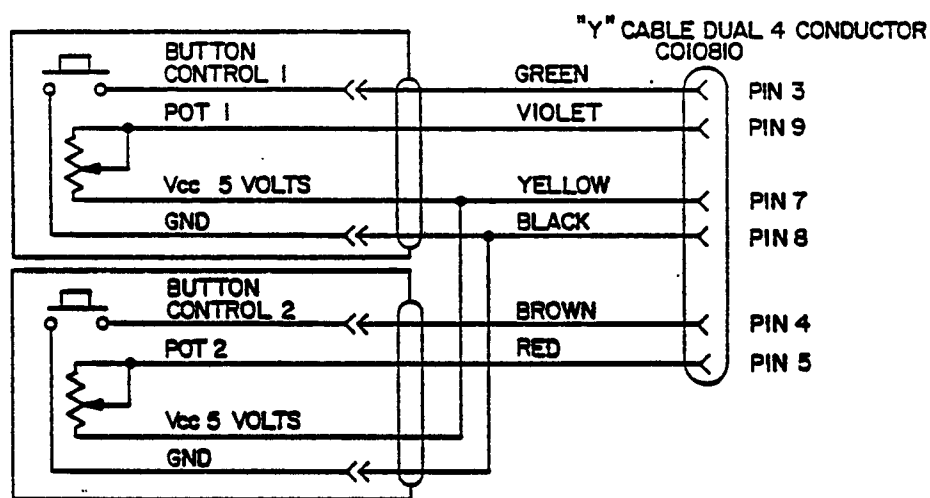 "Y" CABLE DUAL 4 CONDUCTOR
C010810
BUTTON
CONTROL 1
GREEN
PIN 3
POT 1
VIOLET
PIN 9
Vcc 5 VOLTS
YELLOW
PIN 7
GND
BLACK
PIN 8
BUTTON
CONTROL 2
BROWN
PIN 4
POT 2
RED
PIN 5
Vcc 5 VOLTS
GND